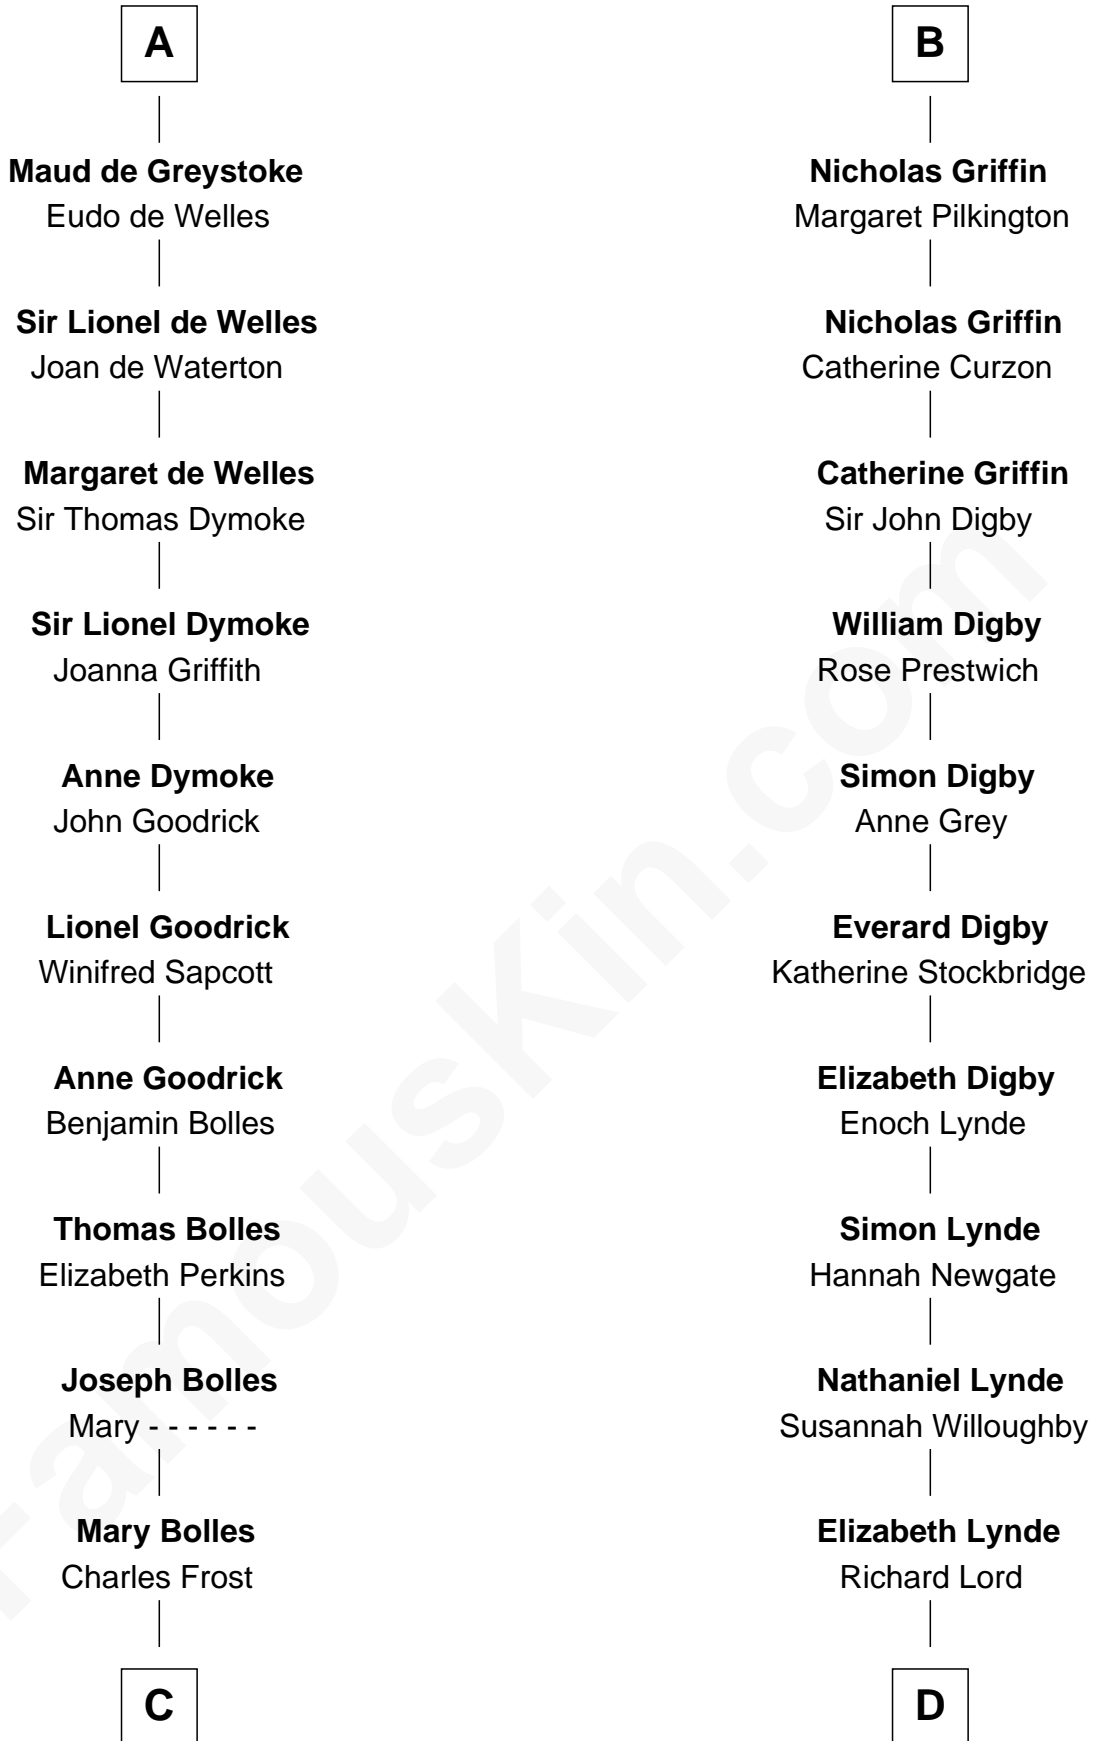 A
Maud de Greystoke
Eudo de Welles
Sir Lionel de Welles
Joan de Waterton
Margaret de Welles
Sir Thomas Dymoke
Sir Lionel Dymoke
Joanna Griffith
Anne Dymoke
John Goodrick
Lionel Goodrick
Winifred Sapcott
Anne Goodrick
Benjamin Bolles
Thomas Bolles
Elizabeth Perkins
Joseph Bolles
Mary - - - - - -
Mary Bolles
Charles Frost
C
B
Nicholas Griffin
Margaret Pilkington
Nicholas Griffin
Catherine Curzon
Catherine Griffin
Sir John Digby
William Digby
Rose Prestwich
Simon Digby
Anne Grey
Everard Digby
Katherine Stockbridge
Elizabeth Digby
Enoch Lynde
Simon Lynde
Hannah Newgate
Nathaniel Lynde
Susannah Willoughby
Elizabeth Lynde
Richard Lord
D
FamousKin.com